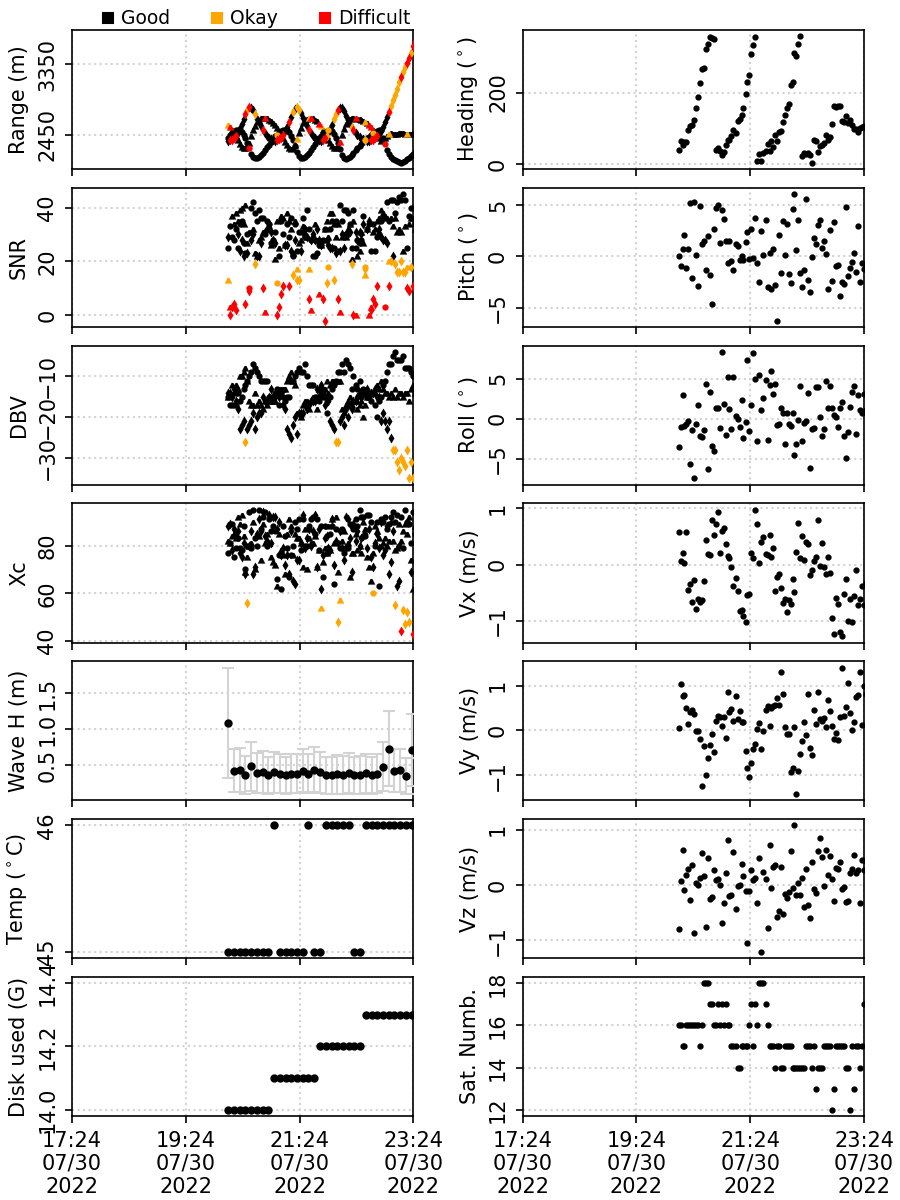 Good Okay Difficult
Range (m)
3350
2450
Heading (°)
200
0
SNR
40
20
0
Pitch (°)
5
0
−5
DBV
−10
−20
−30
Roll (°)
5
0
−5
Xc
80
60
40
Vx (m/s)
1
0
−1
Wave H (m)
1.5
1.0
0.5
Vy (m/s)
1
0
−1
Temp (°C)
46
45
Vz (m/s)
1
0
−1
Disk used (G)
14.4
14.2
14.0
Sat. Numb.
18
16
14
12
17:24 19:24 21:24 23:24
07/30 07/30 07/30 07/30
2022 2022 2022 2022
17:24 19:24 21:24 23:24
07/30 07/30 07/30 07/30
2022 2022 2022 2022